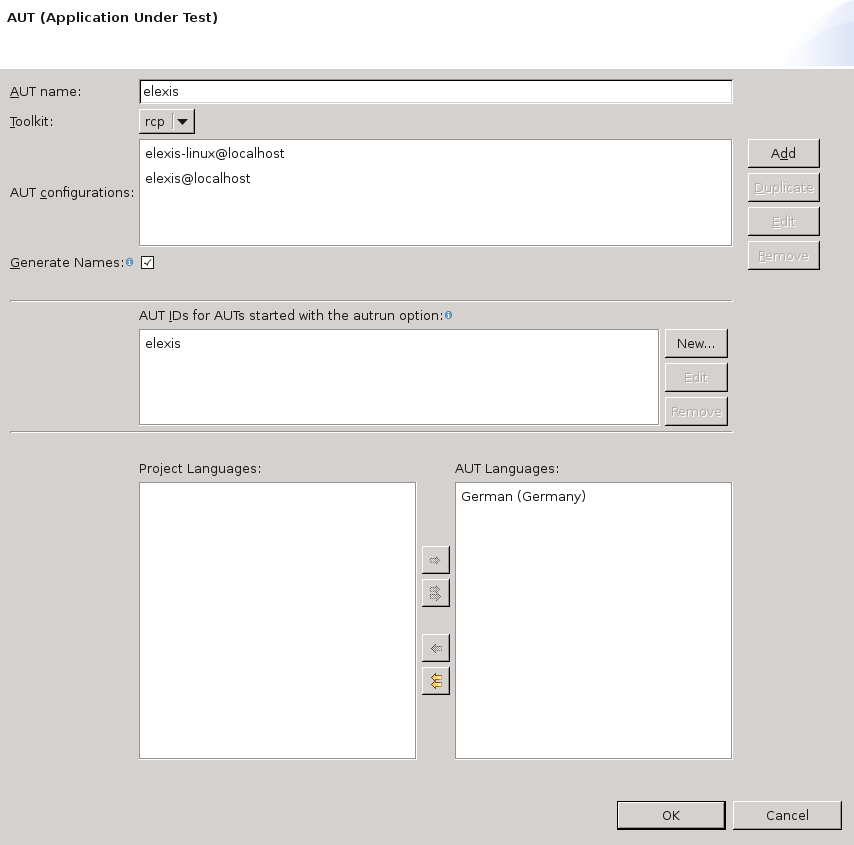 AUT (Application Under Test)
AUT name:
elexis
Toolkit:
rcp
elexis-linux@localhost
elexis@localhost
AUT configurations:
Add
Duplicate
Edit
Remove
Generate Names:
AUT IDs for AUTs started with the autrun option:
elexis
New...
Edit
Remove
Project Languages:
AUT Languages:
German (Germany)
OK
Cancel